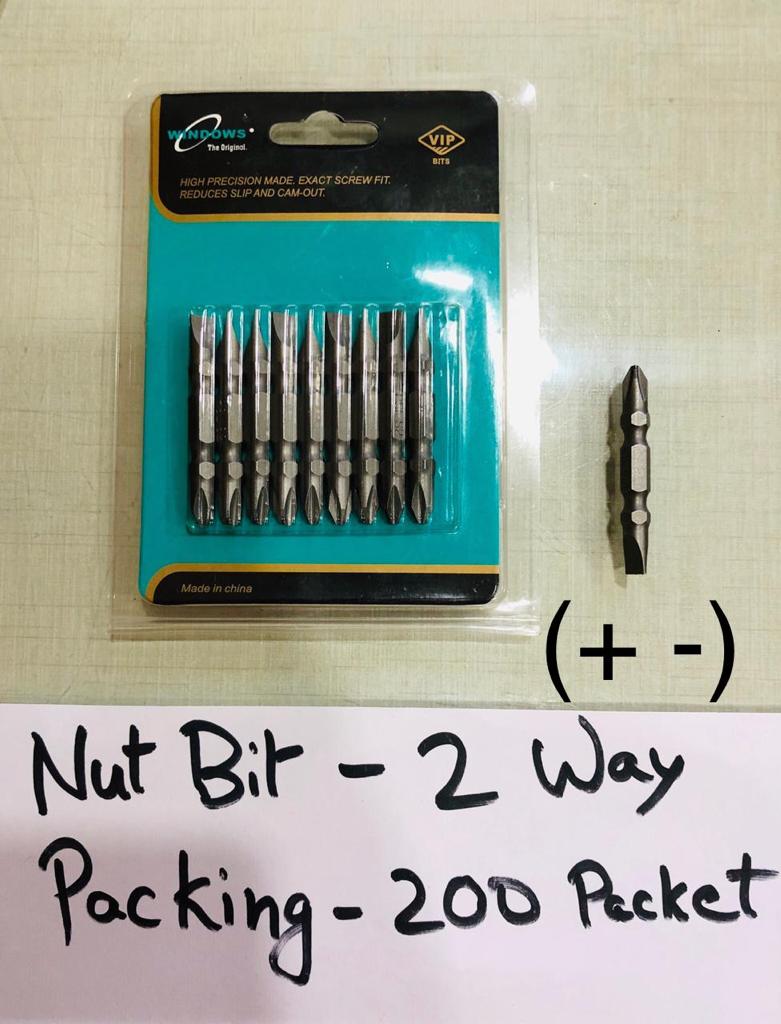 WINDOWS
The Original.
VIP
BITS
HIGH PRECISION MADE. EXACT SCREW FIT.
REDUCES SLIP AND CAM-OUT.
Made in china
(+ -)
Nut Bit - 2 Way
Packing - 200 Packet